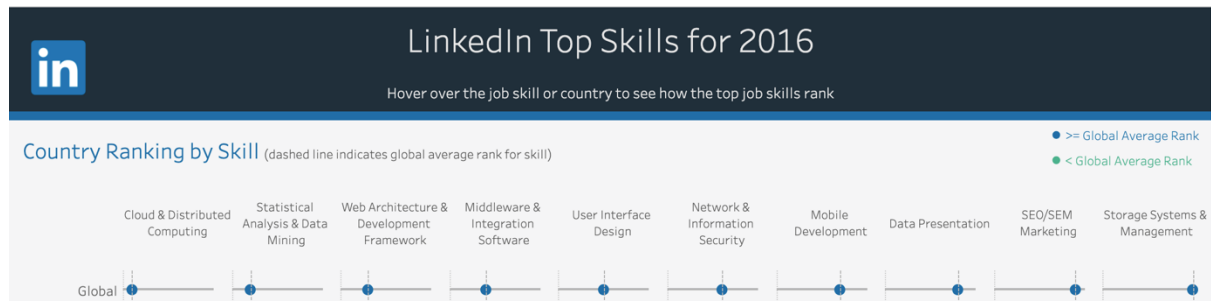 in
LinkedIn Top Skills for 2016
Hover over the job skill or country to see how the top job skills rank
Country Ranking by Skill (dashed line indicates global average rank for skill)
>= Global Average Rank
< Global Average Rank
Cloud & Distributed
Computing
Statistical
Analysis & Data
Mining
Web Architecture &
Development
Framework
Middleware &
Integration
Software
User Interface
Design
Network &
Information
Security
Mobile
Development
Data Presentation
SEO/SEM
Marketing
Storage Systems &
Management
Global